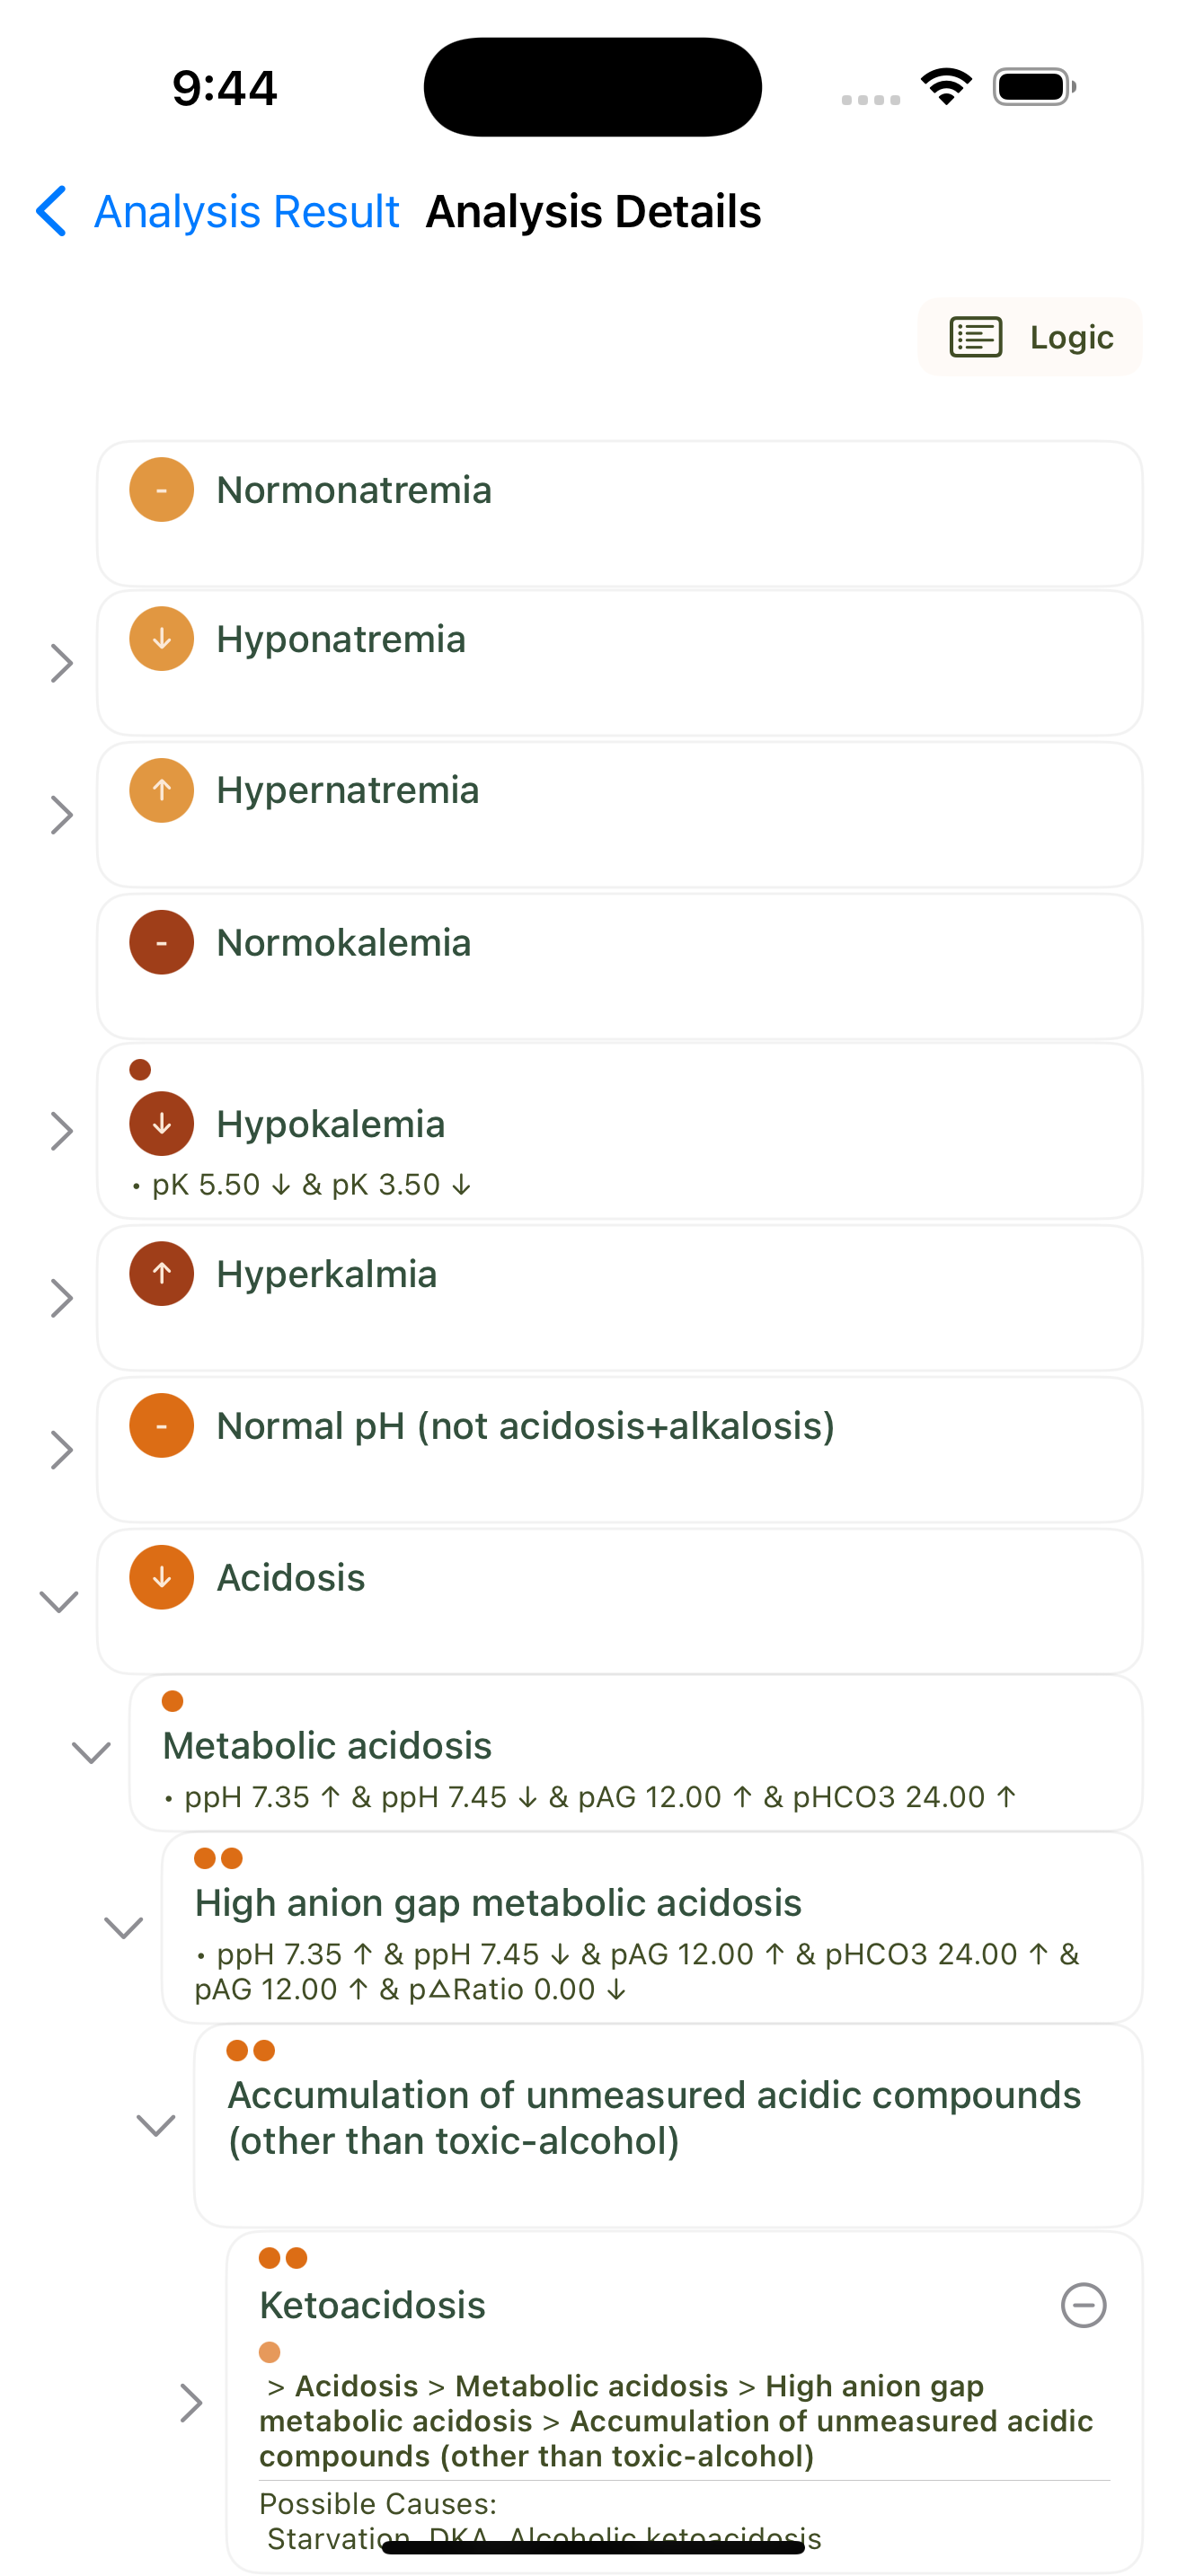 9:44
Analysis Result Analysis Details
Logic
- Normonatremia
↓ Hyponatremia
↑ Hypernatremia
- Normokalemia
↓ Hypokalemia
• pK 5.50 ↓ & pK 3.50 ↓
↑ Hyperkalmia
- Normal pH (not acidosis+alkalosis)
↓ Acidosis
Metabolic acidosis
• ppH 7.35 ↑ & ppH 7.45 ↓ & pAG 12.00 ↑ & pHCO3 24.00 ↑
High anion gap metabolic acidosis
• ppH 7.35 ↑ & ppH 7.45 ↓ & pAG 12.00 ↑ & pHCO3 24.00 ↑ &
pAG 12.00 ↑ & p△Ratio 0.00 ↓
Accumulation of unmeasured acidic compounds
(other than toxic-alcohol)
Ketoacidosis
> Acidosis > Metabolic acidosis > High anion gap
metabolic acidosis > Accumulation of unmeasured acidic
compounds (other than toxic-alcohol)
Possible Causes:
Starvation, DKA, Alcoholic ketoacidosis